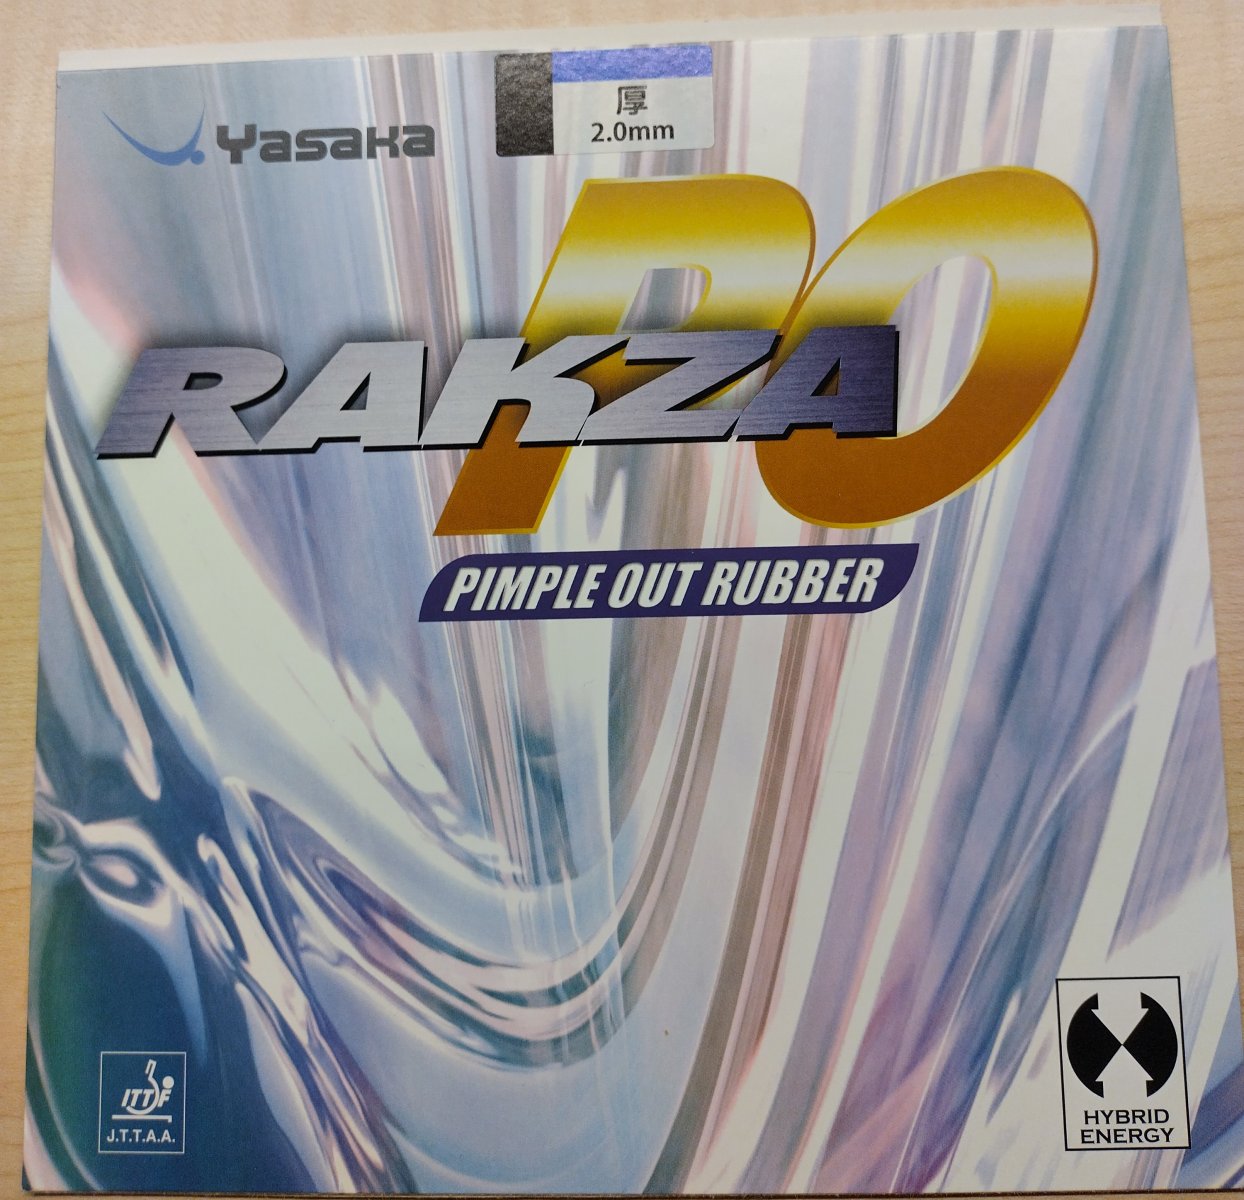 Yasaka
厚
2.0mm
PO
RAKZA
PIMPLE OUT RUBBER
ITTF
J.T.T.A.A.
HYBRID
ENERGY